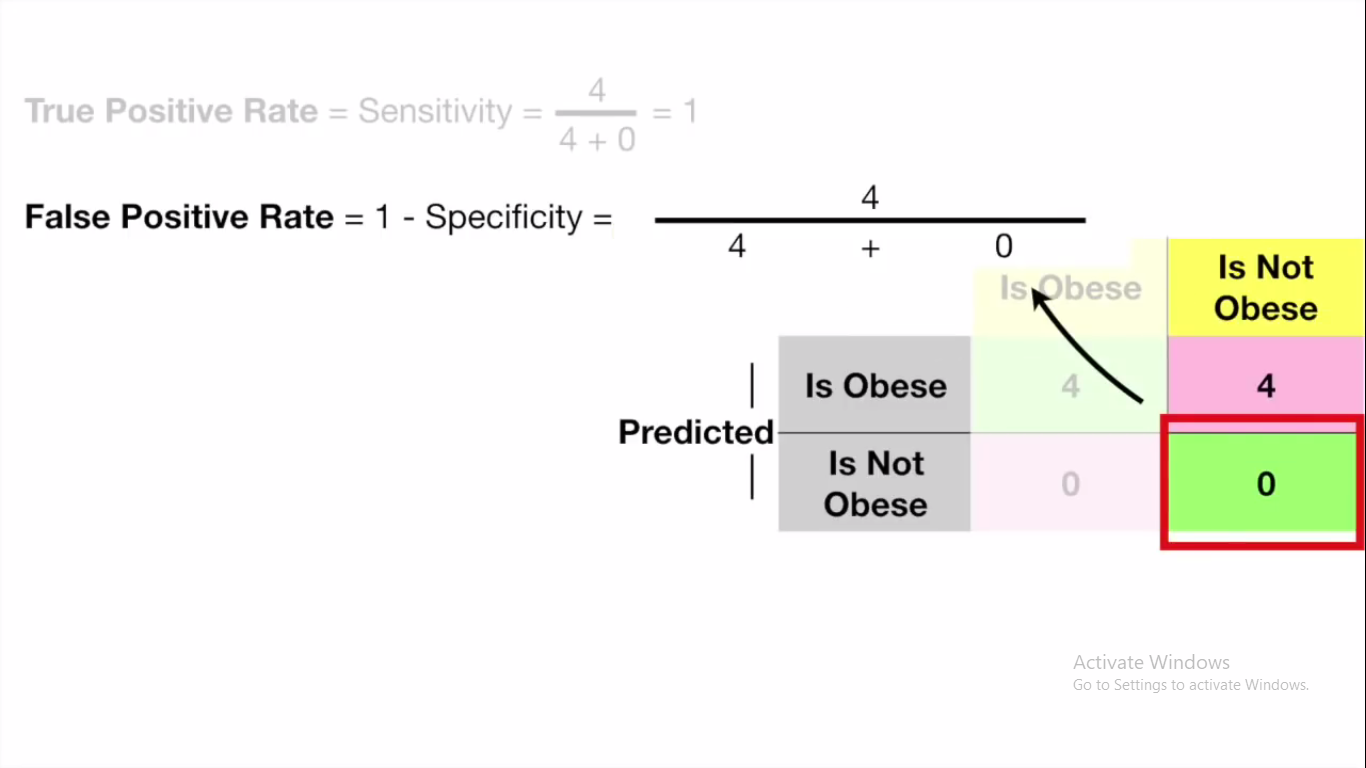 True Positive Rate = Sensitivity = 4 / 4 + 0 = 1
4
False Positive Rate = 1 - Specificity =
4 + 0
Is Obese
Is Not
Obese
Is Obese 4 4
Predicted
Is Not
Obese
0 0
Activate Windows
Go to Settings to activate Windows.